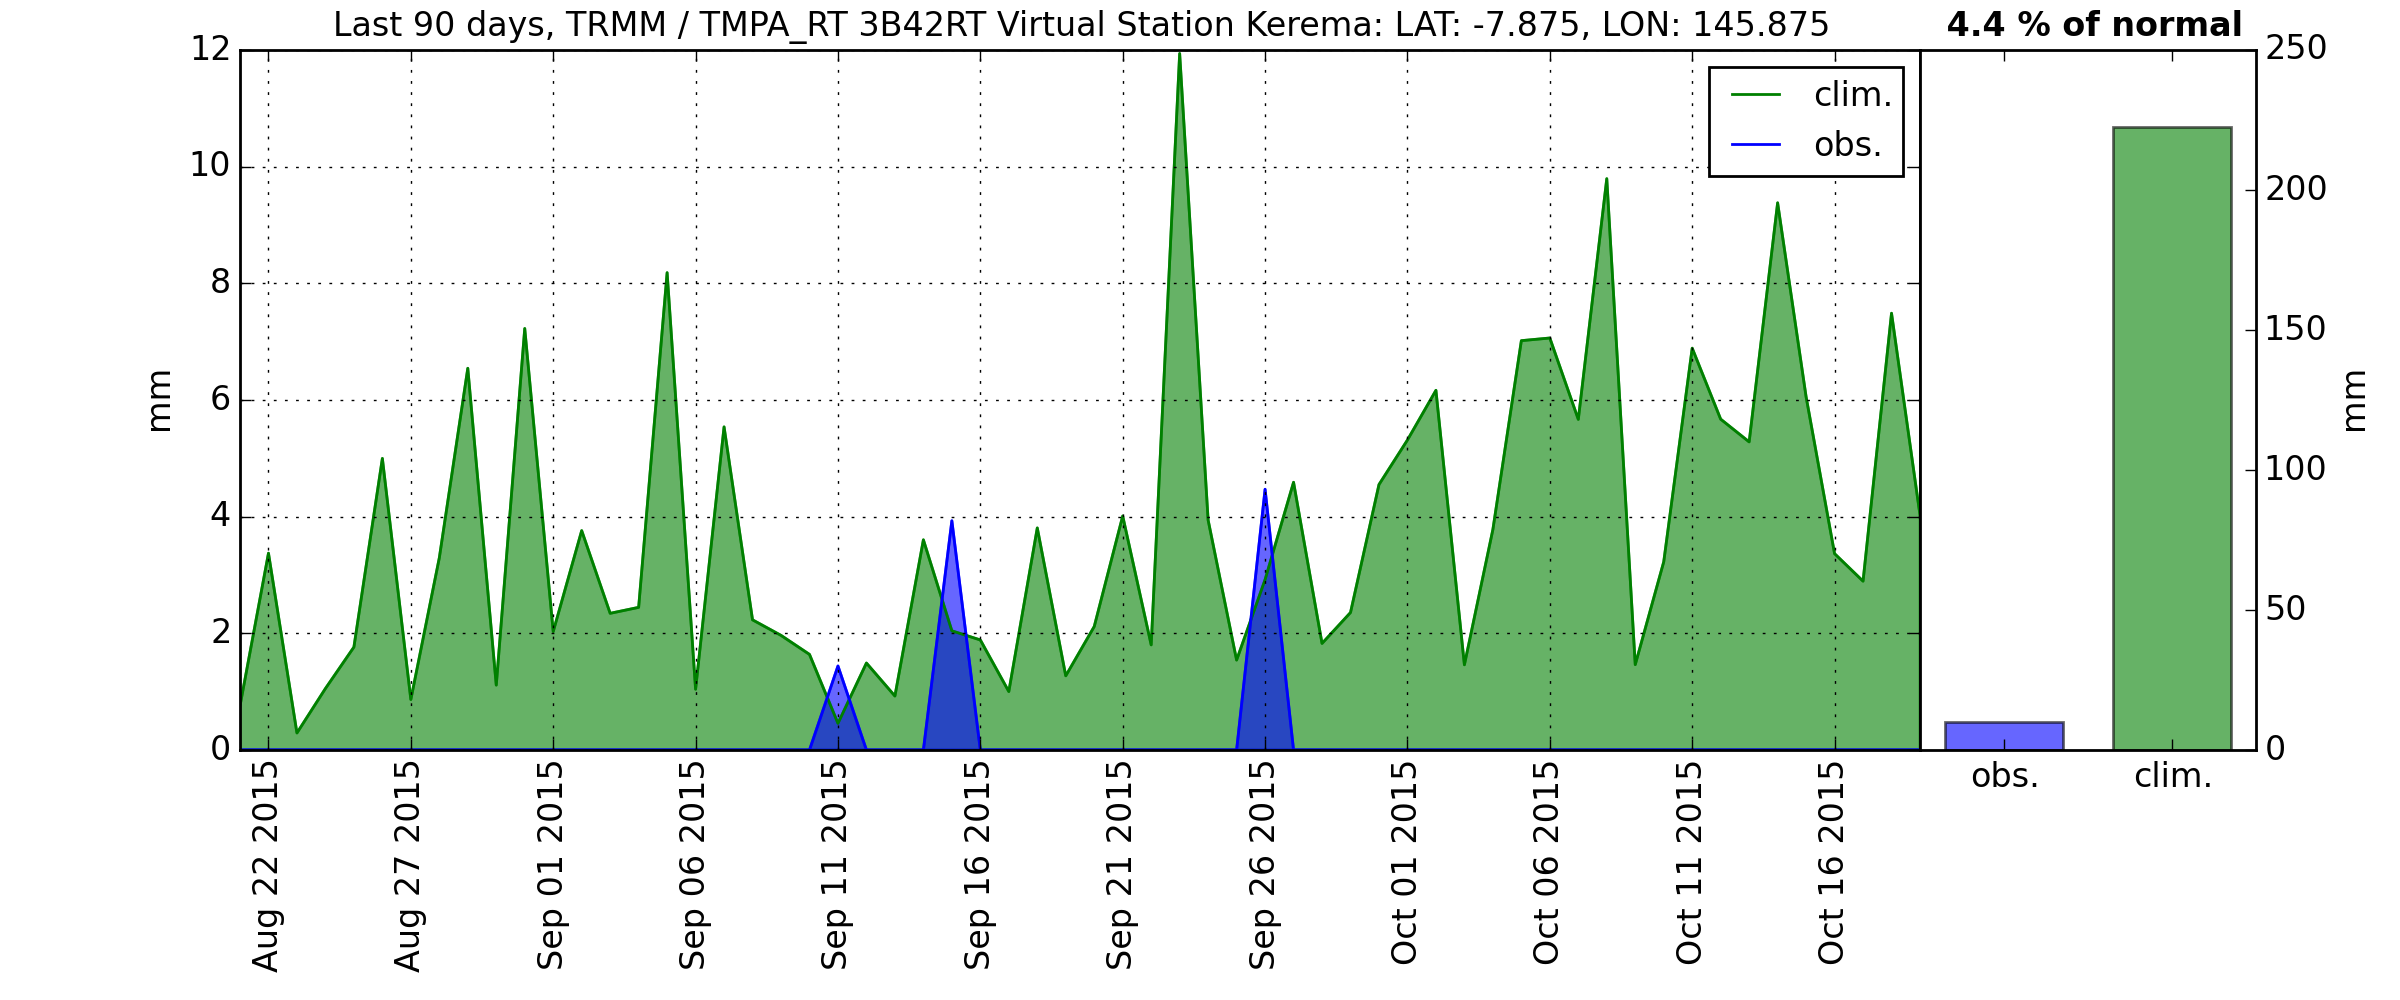 Last 90 days, TRMM / TMPA_RT 3B42RT Virtual Station Kerema: LAT: -7.875, LON: 145.875
4.4 % of normal
clim.
obs.
12
10
8
6
4
2
0
mm
Aug 22 2015
Aug 27 2015
Sep 01 2015
Sep 06 2015
Sep 11 2015
Sep 16 2015
Sep 21 2015
Sep 26 2015
Oct 01 2015
Oct 06 2015
Oct 11 2015
Oct 16 2015
250
200
150
100
50
0
mm
obs.
clim.